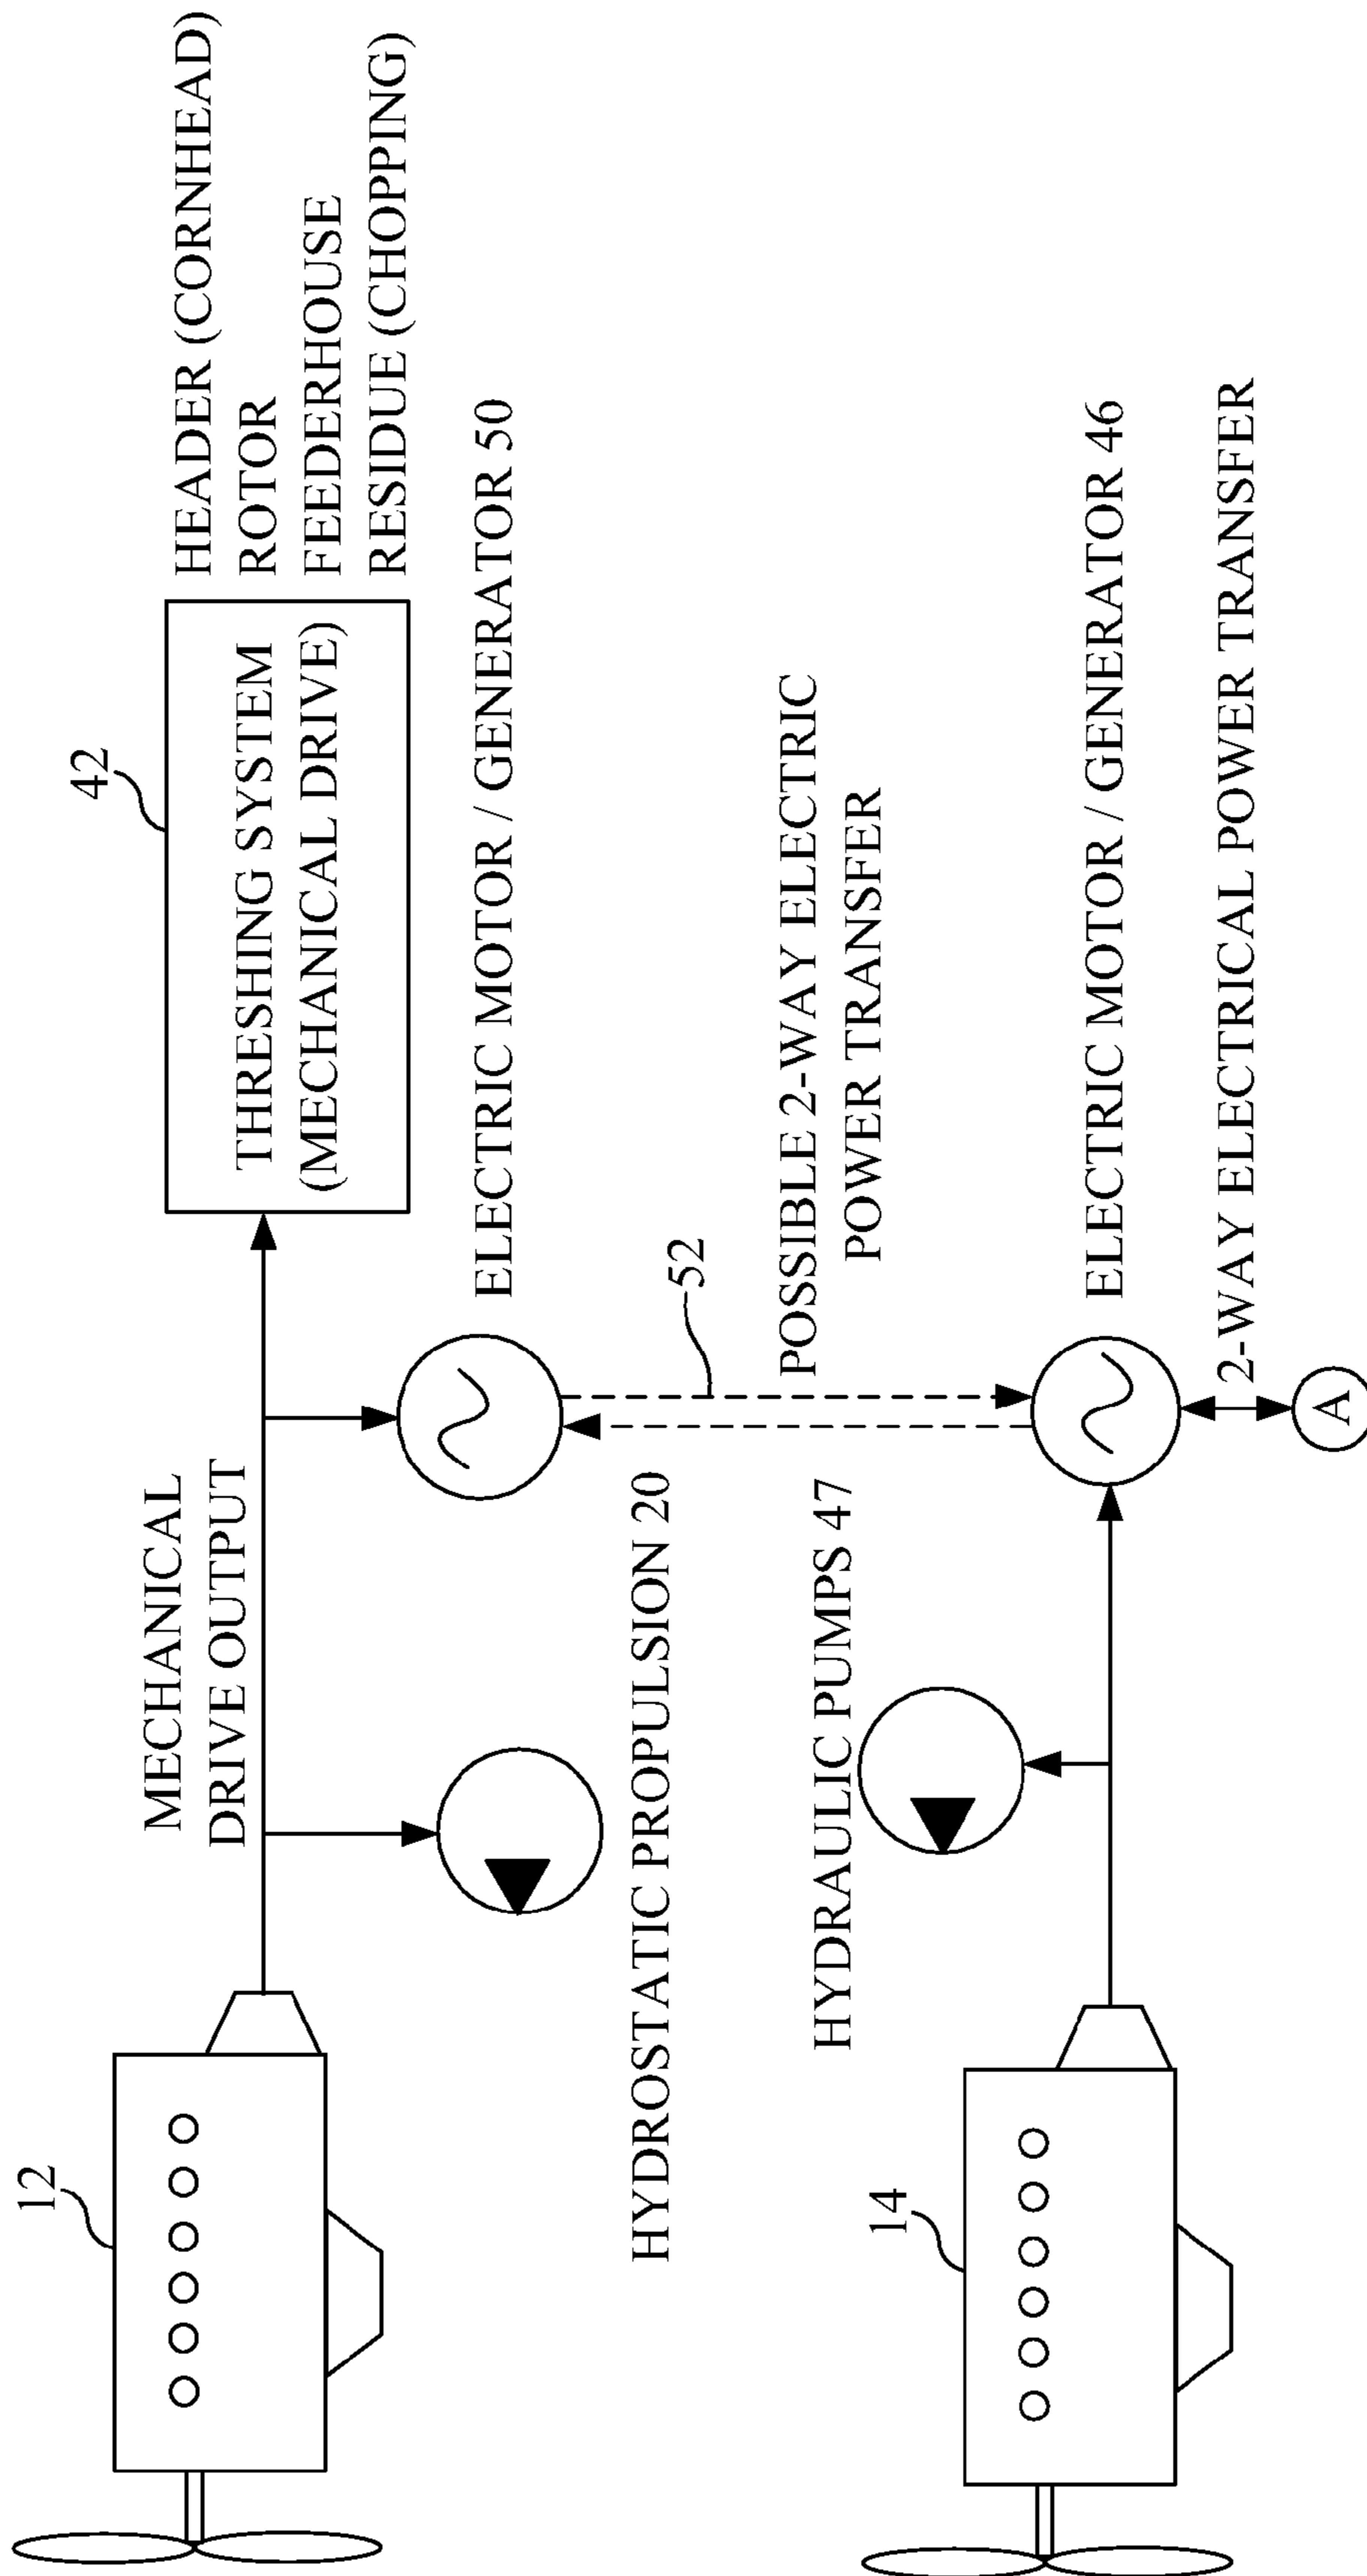 12
MECHANICAL
DRIVE OUTPUT
42
THRESHING SYSTEM
(MECHANICAL DRIVE)
HEADER (CORNHEAD)
ROTOR
FEEDERHOUSE
RESIDUE (CHOPPING)
HYDROSTATIC PROPULSION 20
ELECTRIC MOTOR / GENERATOR 50
52
POSSIBLE 2-WAY ELECTRIC
POWER TRANSFER
14
HYDRAULIC PUMPS 47
ELECTRIC MOTOR / GENERATOR 46
2-WAY ELECTRICAL POWER TRANSFER
A